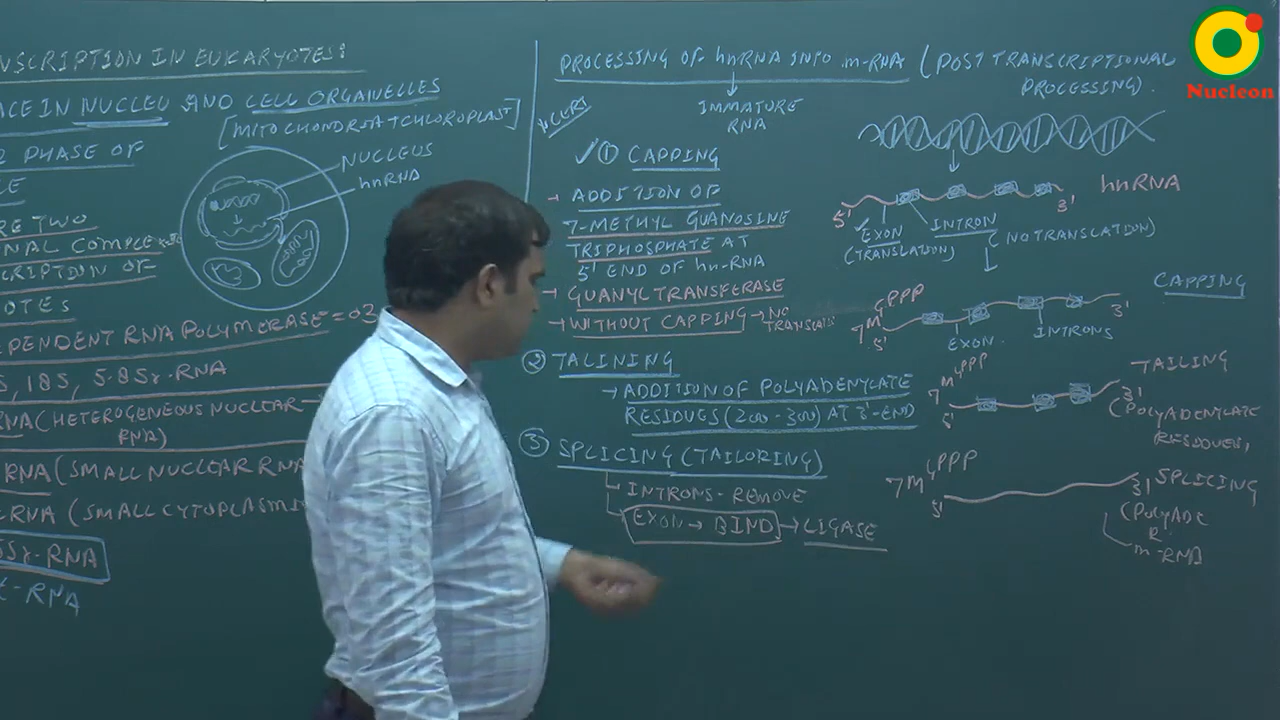 NSCRIPTION IN EUKARYOTES:
ACE IN NUCLEU AND CELL ORGANELLES
[MITOCHONDRIA + CHLOROPLAST]
PHASE OF
NUCLEUS
hnRNA
RE TWO
NAL COMPLE
CRIPTION OF
OTES
PENDENT RNA POLYMERASE = 03
S, 18S, 5.8S r-RNA
RNA (HETEROGENEOUS NUCLEAR
RNA)
RNA (SMALL NUCLEAR RNA
CRNA (SMALL CYTOPLASMI
5S r-RNA
t-RNA
PROCESSING OF hnRNA INTO m-RNA (POST TRANSCRIPTIONAL
PROCESSING).
IMMATURE
RNA
NCERT
① CAPPING
→ ADDITION OF
7-METHYL GUANOSINE
TRIPHOSPHATE AT
5' END OF hn-RNA
→ GUANYL TRANSFERASE
→ WITHOUT CAPPING → NO
② TALINING
→ ADDITION OF POLYADENYLATE
RESIDUES (200-300) AT 3'-END
③ SPLICING (TAILORING)
INTRONS - REMOVE
EXON → BIND → LIGASE
hnRNA
5'
3'
EXON
INTRON
(TRANSLATION)
(NO TRANSLATION)
CAPPING
GPPP
7M
5'
3'
EXON
INTRONS
GPPP
7M
5'
3'
TAILING
(POLYADENYLATE
RESIDUES,
GPPP
7M
5'
3'
SPLICING
(POLYADE
R
m-RNA
Nucleon